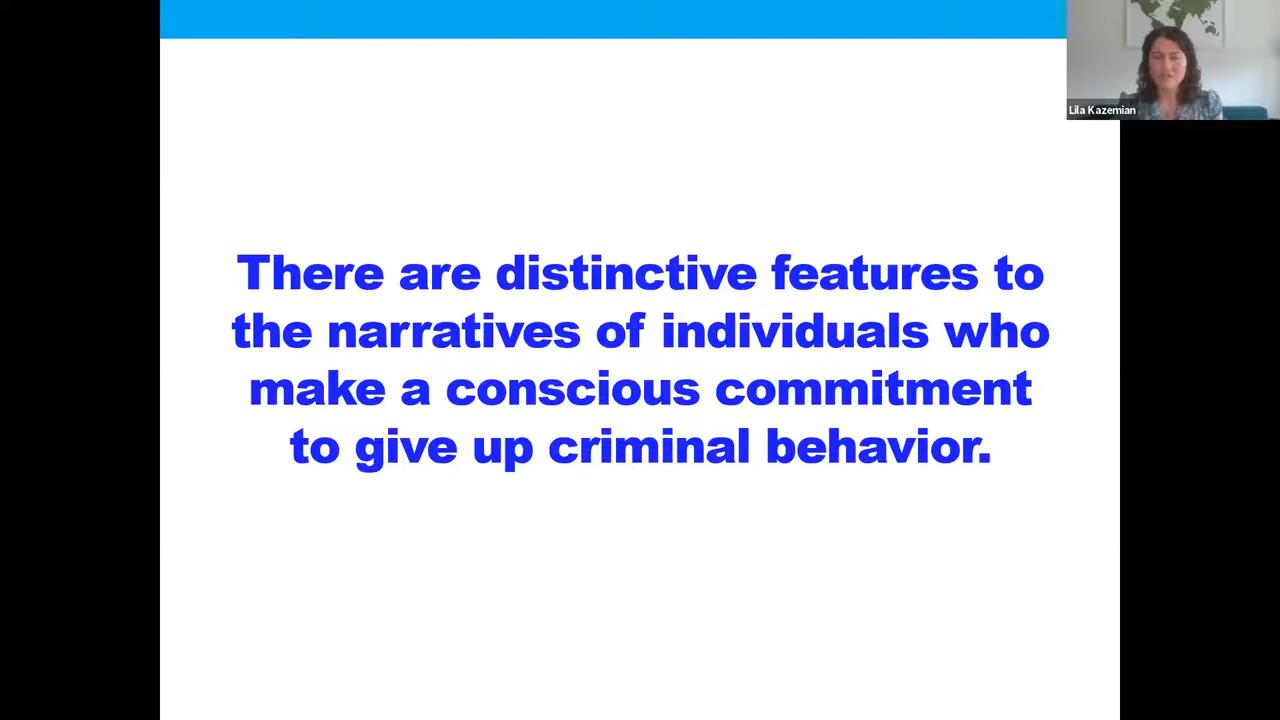 Lila Kazemian
There are distinctive features to
the narratives of individuals who
make a conscious commitment
to give up criminal behavior.